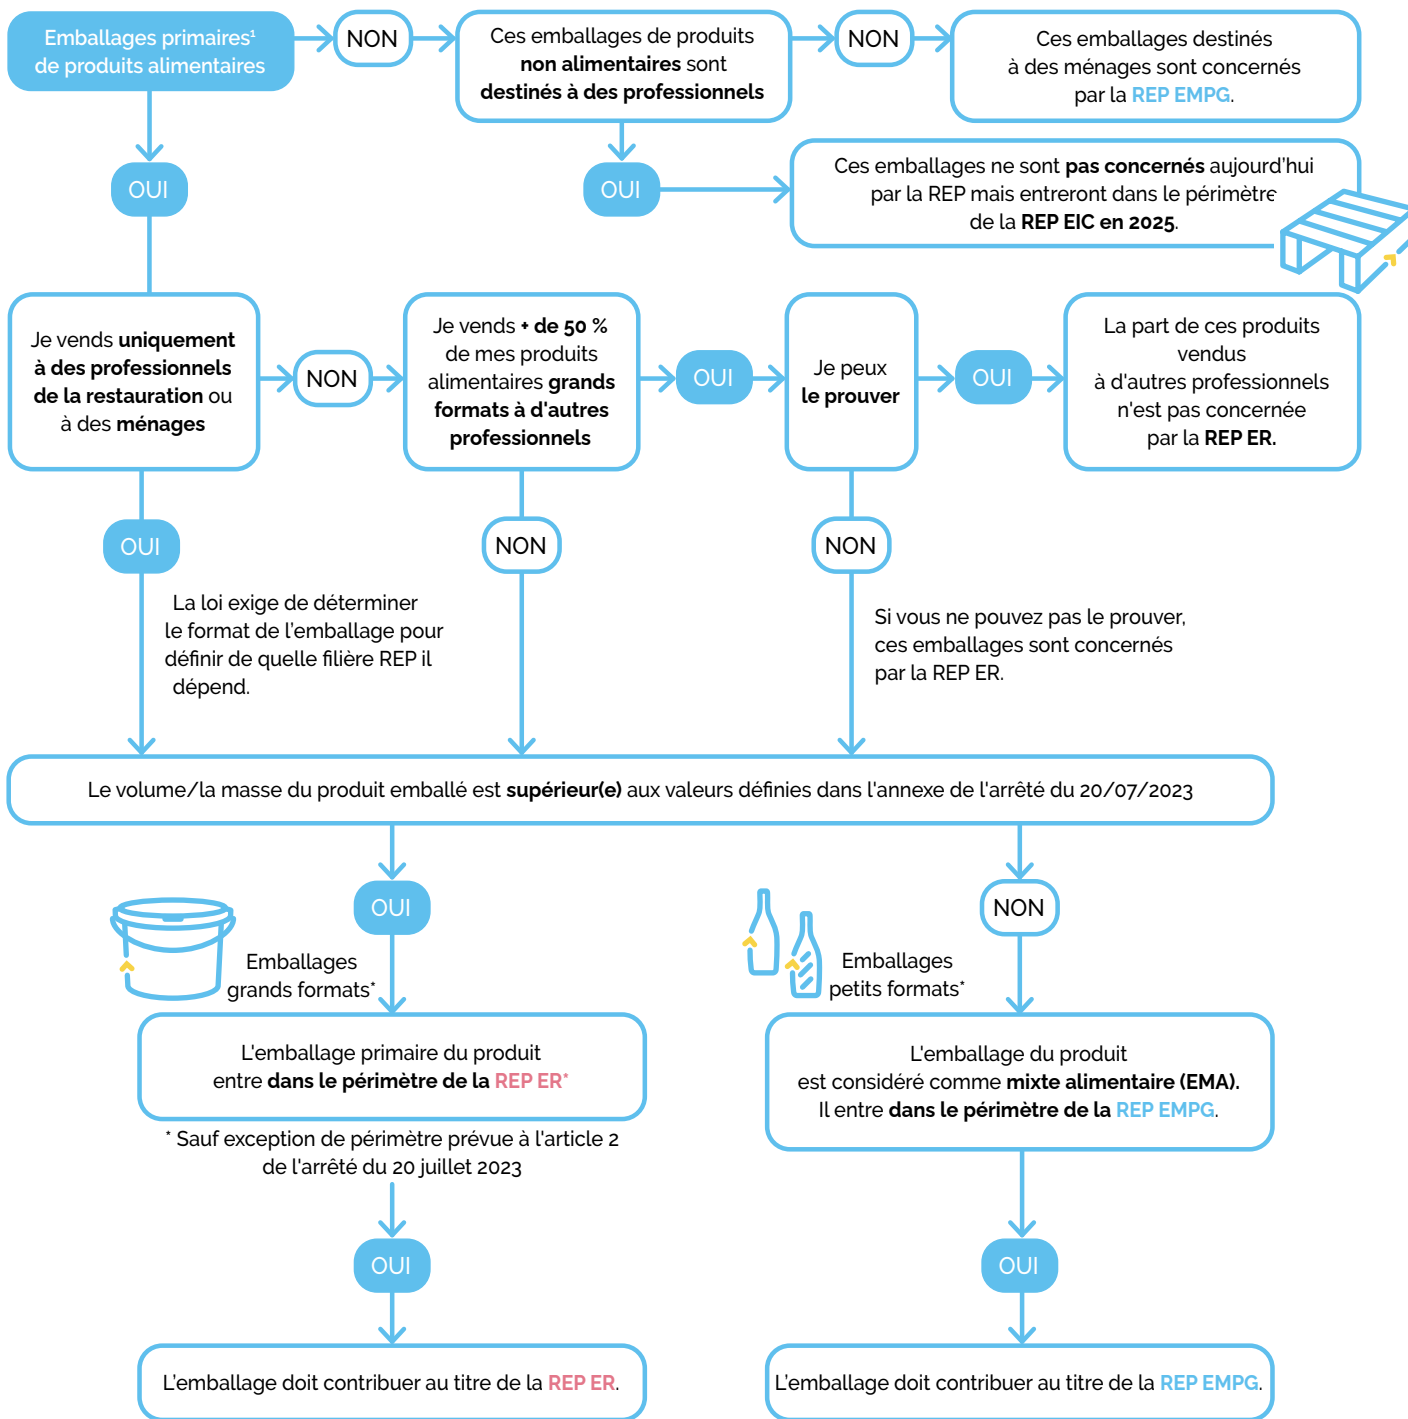 Emballages primaires¹
de produits alimentaires
NON
Ces emballages de produits
non alimentaires sont
destinés à des professionnels
NON
Ces emballages destinés
à des ménages sont concernés
par la REP EMPG.
OUI
OUI
Ces emballages ne sont pas concernés aujourd'hui
par la REP mais entreront dans le périmètre
de la REP EIC en 2025.
Je vends uniquement
à des professionnels
de la restauration ou
à des ménages
NON
Je vends + de 50 %
de mes produits
alimentaires grands
formats à d'autres
professionnels
OUI
Je peux
le prouver
OUI
La part de ces produits
vendus
à d'autres professionnels
n'est pas concernée
par la REP ER.
OUI
NON
NON
La loi exige de déterminer
le format de l'emballage pour
définir de quelle filière REP il
dépend.
Si vous ne pouvez pas le prouver,
ces emballages sont concernés
par la REP ER.
Le volume/la masse du produit emballé est supérieur(e) aux valeurs définies dans l'annexe de l'arrêté du 20/07/2023
OUI
NON
Emballages
grands formats*
Emballages
petits formats*
L'emballage primaire du produit
entre dans le périmètre de la REP ER*
L'emballage du produit
est considéré comme mixte alimentaire (EMA).
Il entre dans le périmètre de la REP EMPG.
* Sauf exception de périmètre prévue à l'article 2
de l'arrêté du 20 juillet 2023
OUI
OUI
L'emballage doit contribuer au titre de la REP ER.
L'emballage doit contribuer au titre de la REP EMPG.